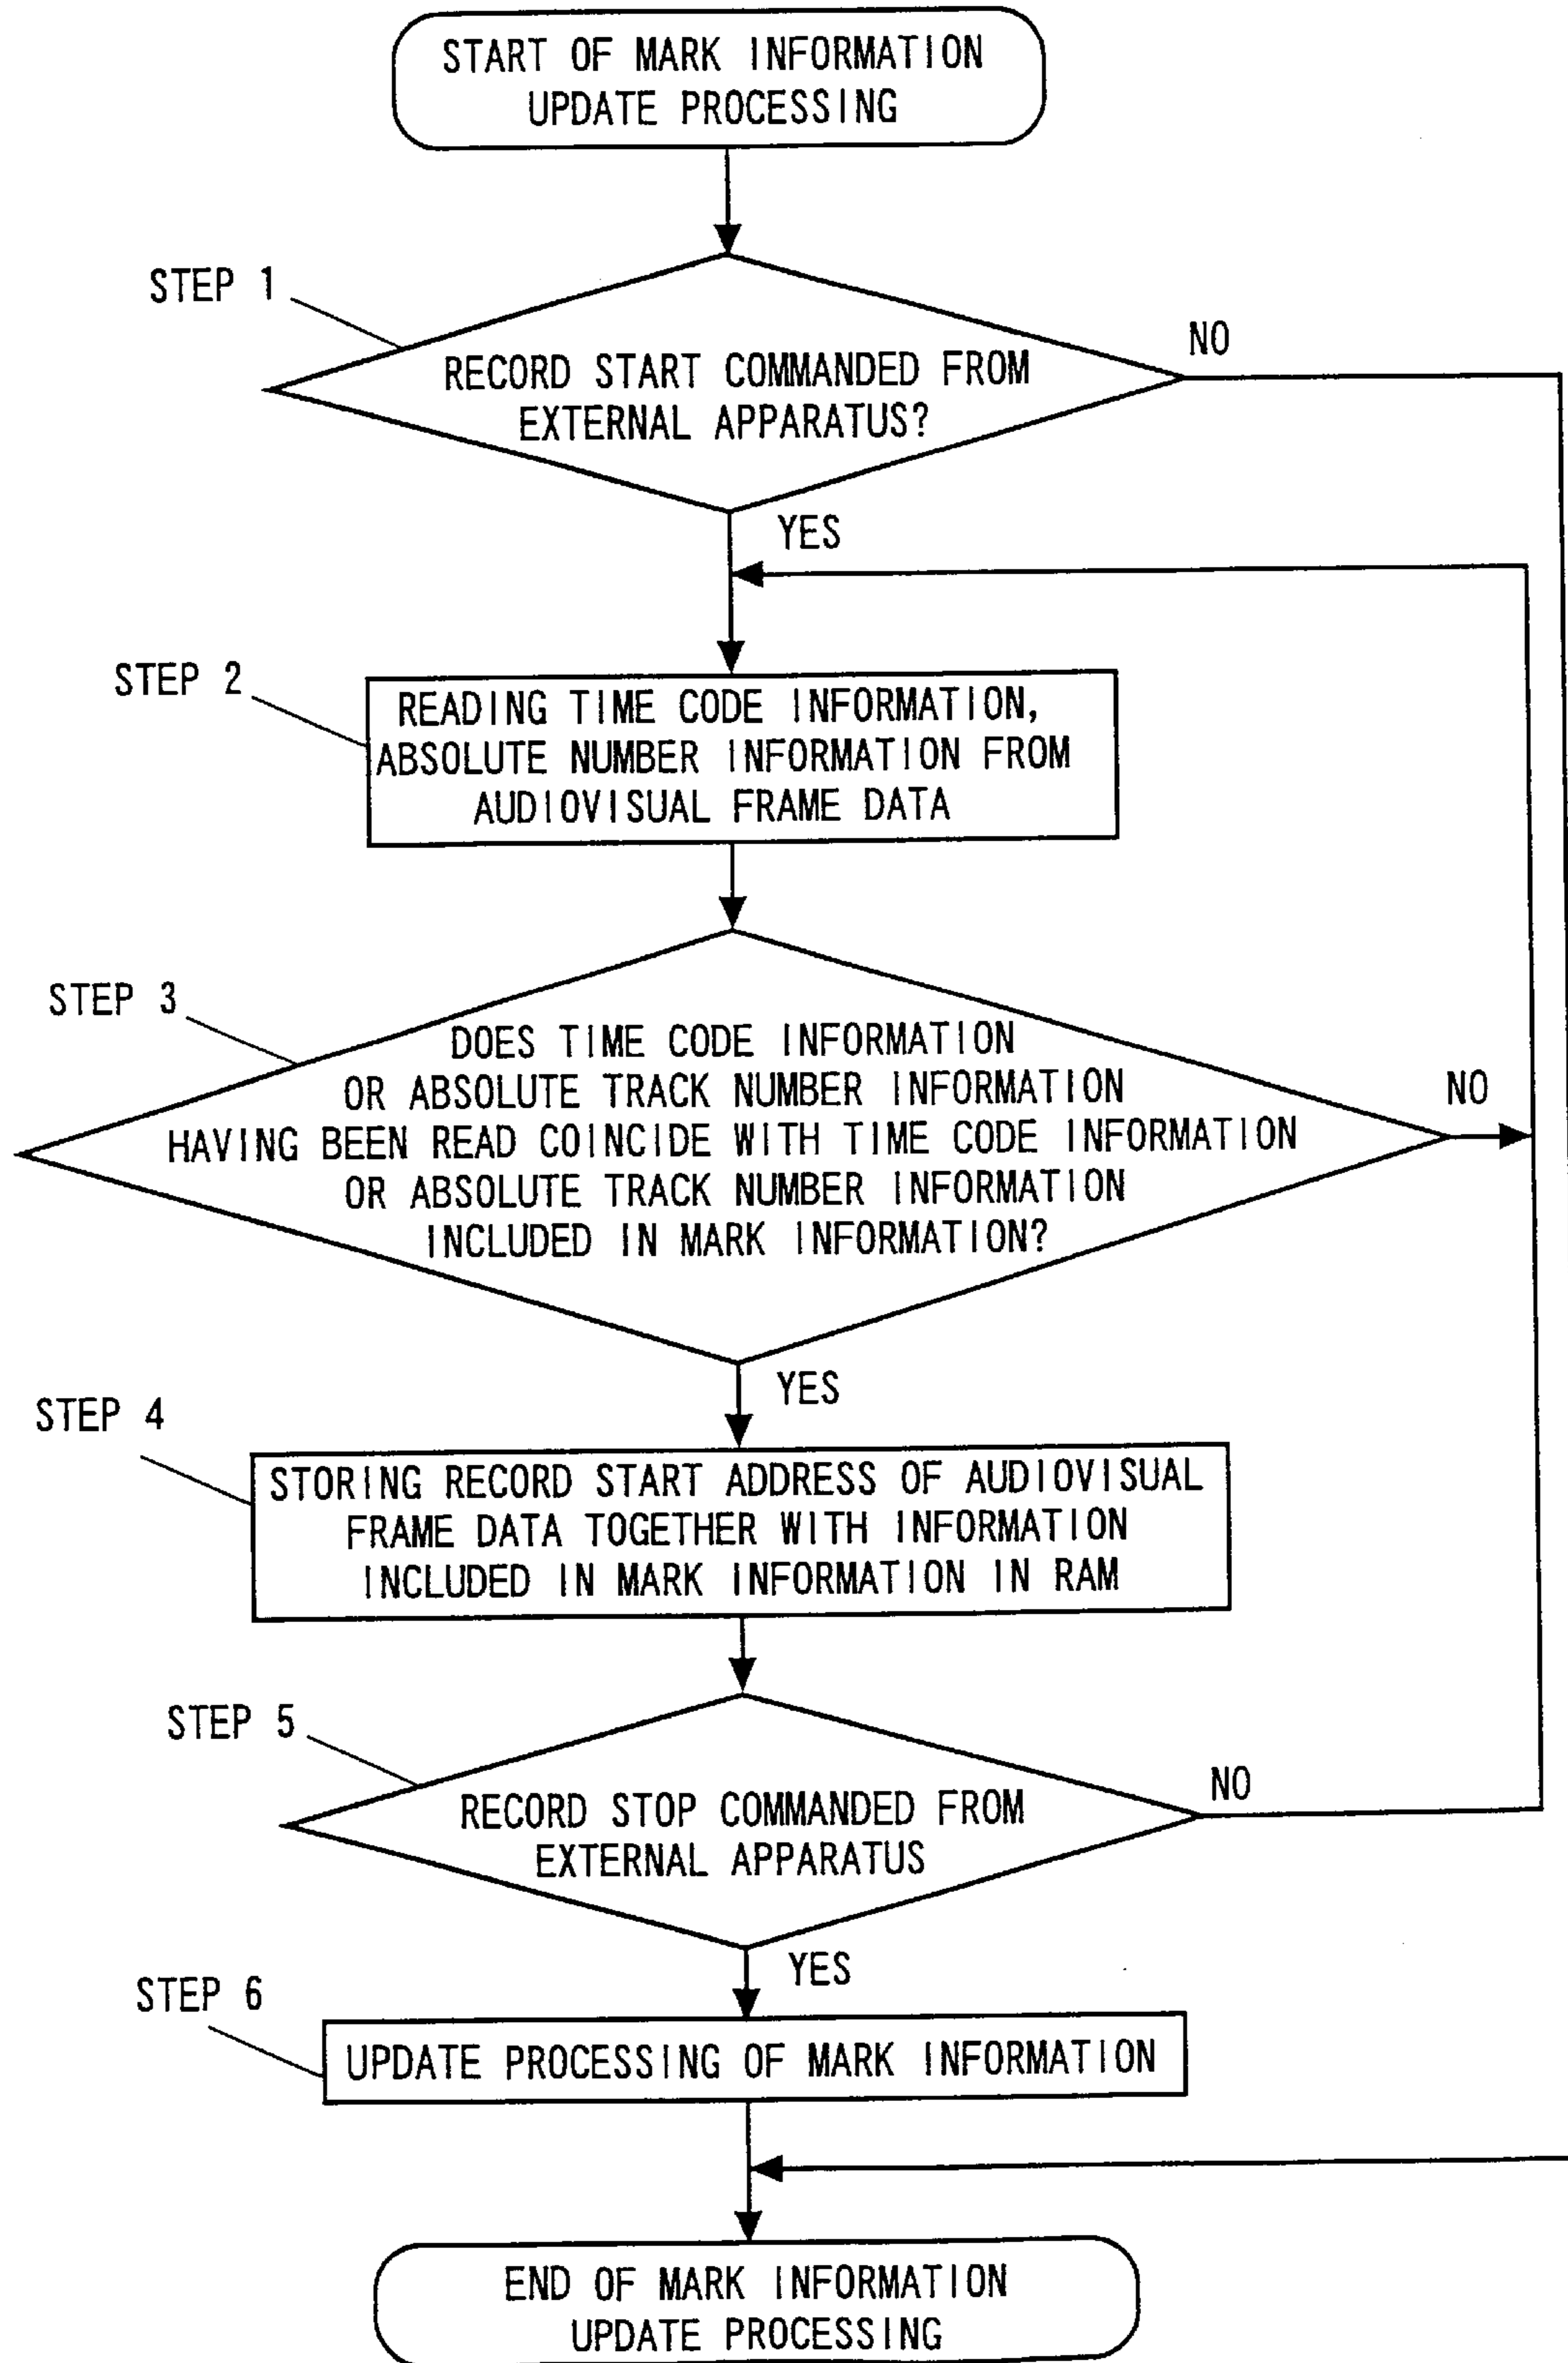 START OF MARK INFORMATION
UPDATE PROCESSING
STEP 1
NO
RECORD START COMMANDED FROM
EXTERNAL APPARATUS?
YES
STEP 2
READING TIME CODE INFORMATION,
ABSOLUTE NUMBER INFORMATION FROM
AUDIOVISUAL FRAME DATA
STEP 3
DOES TIME CODE INFORMATION
OR ABSOLUTE TRACK NUMBER INFORMATION
NO
HAVING BEEN READ COINCIDE WITH TIME CODE INFORMATION
OR ABSOLUTE TRACK NUMBER INFORMATION
INCLUDED IN MARK INFORMATION?
YES
STEP 4
STORING RECORD START ADDRESS OF AUDIOVISUAL
FRAME DATA TOGETHER WITH INFORMATION
INCLUDED IN MARK INFORMATION IN RAM
STEP 5
NO
RECORD STOP COMMANDED FROM
EXTERNAL APPARATUS
YES
STEP 6
UPDATE PROCESSING OF MARK INFORMATION
END OF MARK INFORMATION
UPDATE PROCESSING